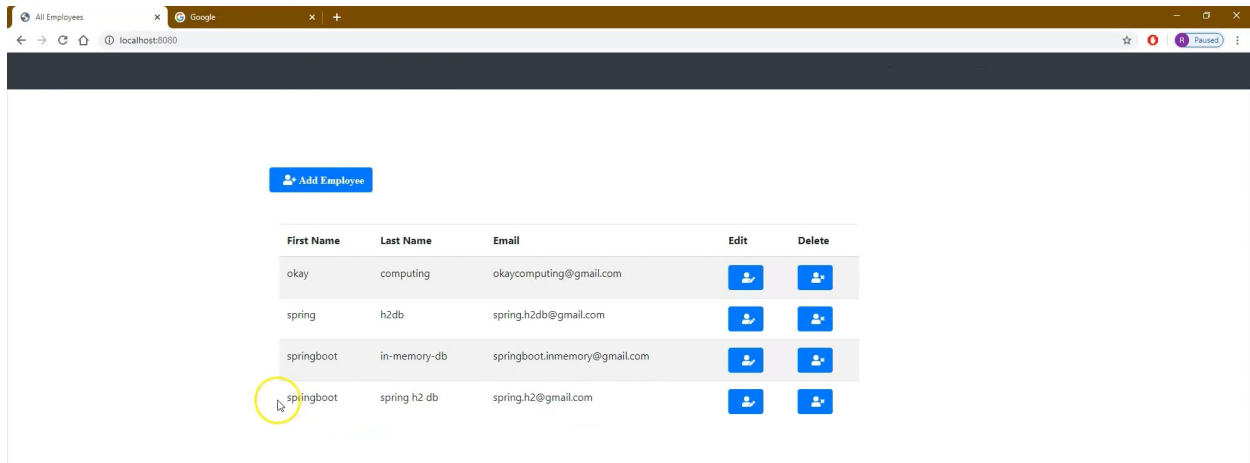 All Employees
Google
localhost:8080
R Paused
Add Employee
First Name Last Name Email Edit Delete
okay computing okaycomputing@gmail.com
spring h2db spring.h2db@gmail.com
springboot in-memory-db springboot.inmemory@gmail.com
springboot spring h2 db spring.h2@gmail.com